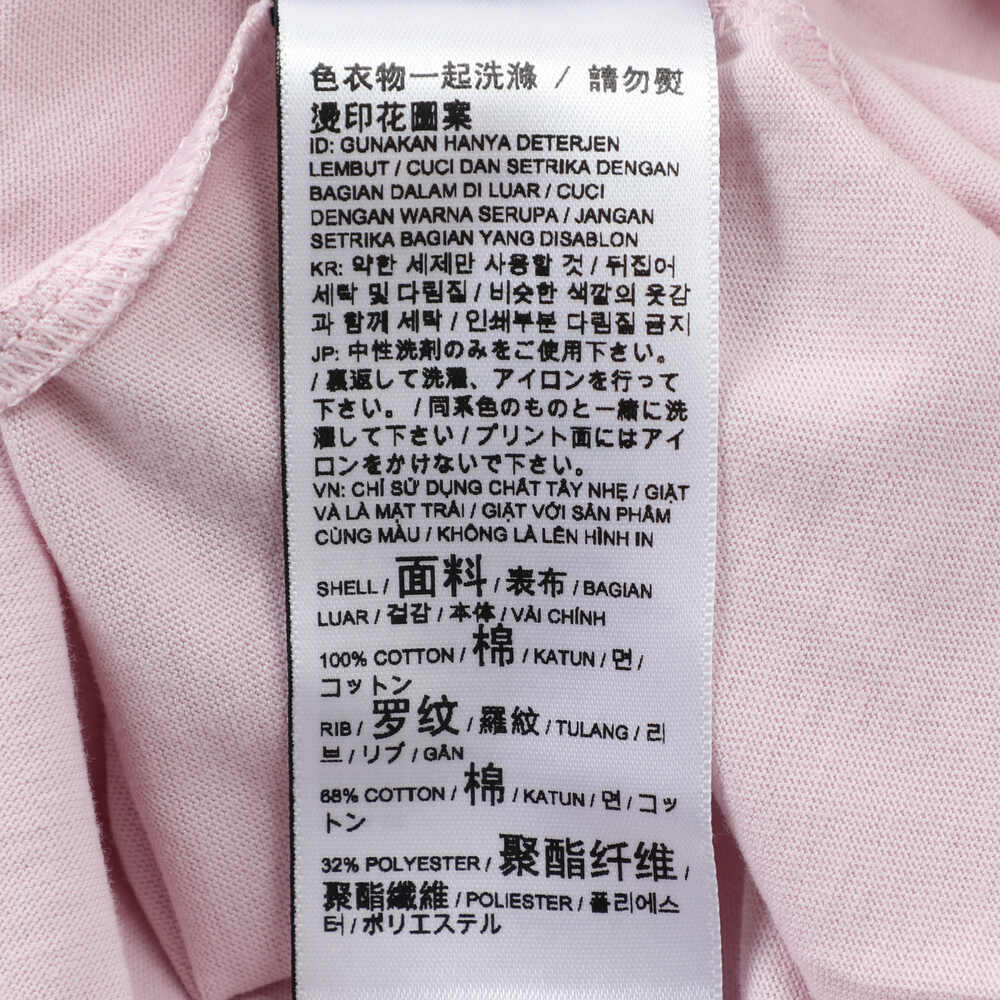 色衣物一起洗滌 / 請勿熨
燙印花圖案
ID: GUNAKAN HANYA DETERJEN
LEMBUT / CUCI DAN SETRIKA DENGAN
BAGIAN DALAM DI LUAR / CUCI
DENGAN WARNA SERUPA / JANGAN
SETRIKA BAGIAN YANG DISABLON
KR: 약한 세제만 사용할 것 / 뒤집어
세탁 및 다림질 / 비슷한 색깔의 옷감
과 함께 세탁 / 인쇄부분 다림질 금지
JP: 中性洗剤のみをご使用下さい。
/ 裏返して洗濯、アイロンを行って
下さい。 / 同系色のものと一緒に洗
濯して下さい / プリント面にはアイ
ロンをかけないで下さい。
VN: CHỈ SỬ DỤNG CHẤT TẨY NHẸ / GIẶT
VÀ LÀ MẶT TRÁI / GIẶT VỚI SẢN PHẨM
CÙNG MÀU / KHÔNG LÀ LÊN HÌNH IN
SHELL / 面料 / 表布 / BAGIAN
LUAR / 겉감 / 本体 / VẢI CHÍNH
100% COTTON / 棉 / KATUN / 면 /
コットン
RIB / 罗纹 / 羅紋 / TULANG / 리
브 / リブ / GÂN
68% COTTON / 棉 / KATUN / 면 / コッ
トン
32% POLYESTER / 聚酯纤维 /
聚酯纖維 / POLIESTER / 폴리에스
터 / ポリエステル